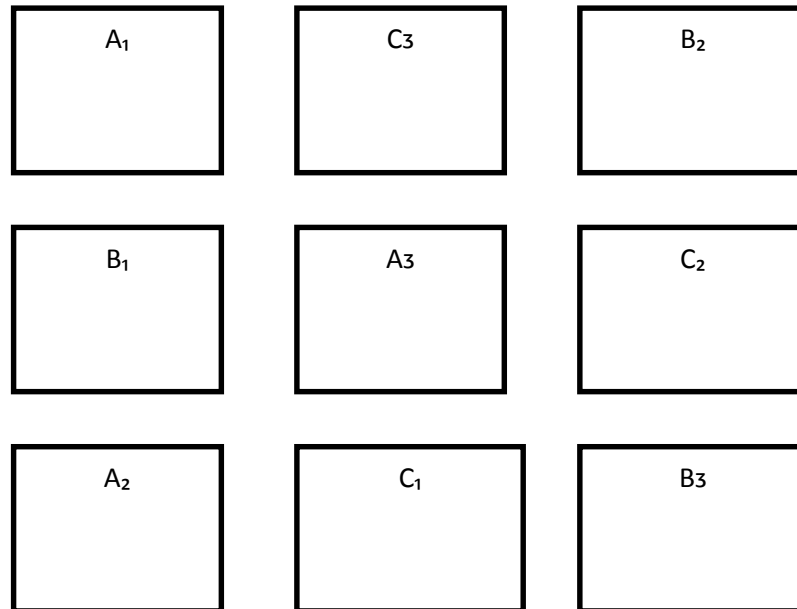 A₁ C₃ B₂
B₁ A₃ C₂
A₂ C₁ B₃